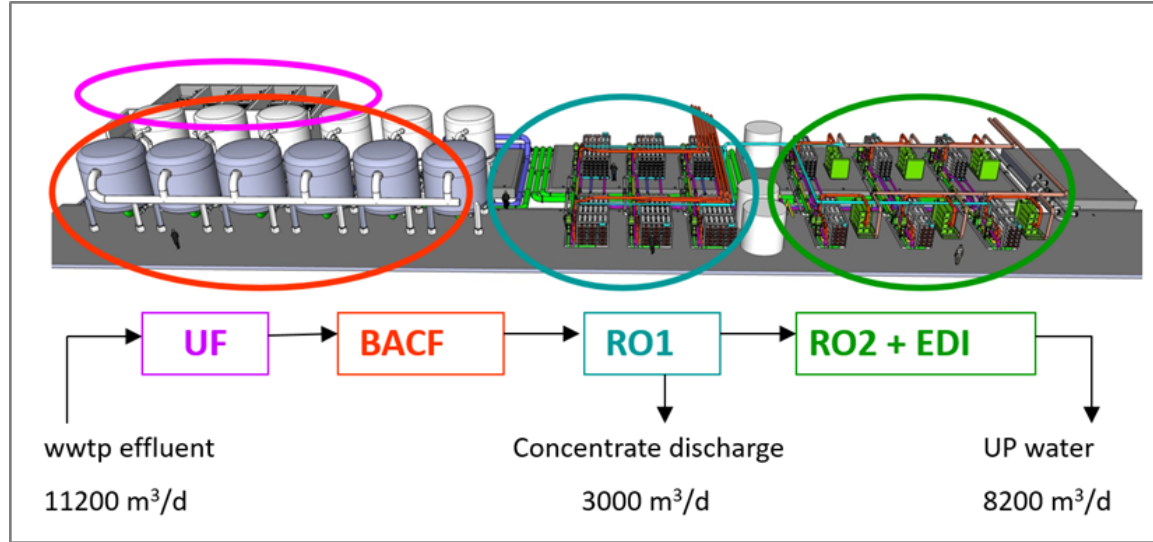 UF
BACF
RO1
RO2 + EDI
wwtp effluent
Concentrate discharge
UP water
11200 m³/d
3000 m³/d
8200 m³/d